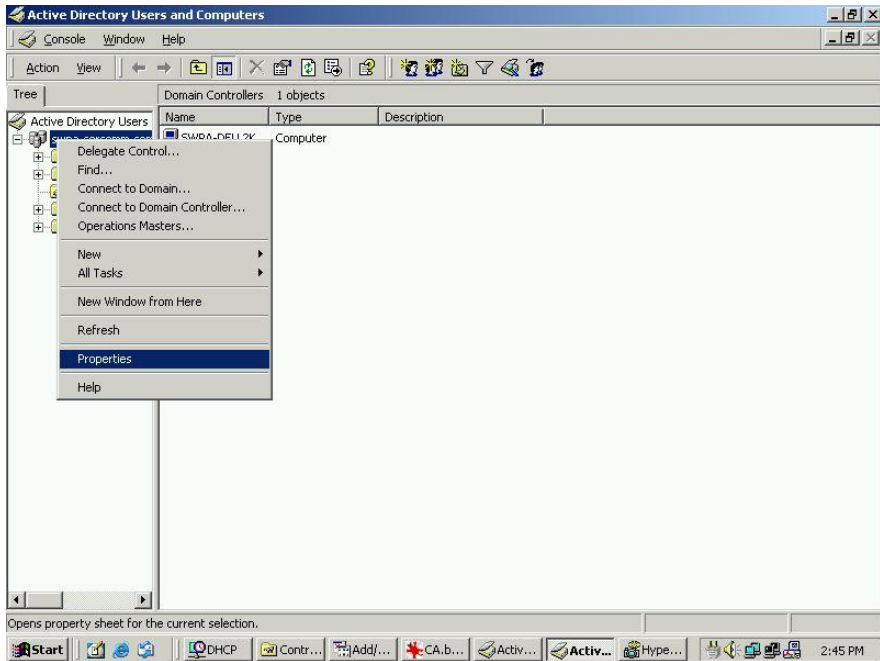 Active Directory Users and Computers
Console Window Help
Action View
Tree
Domain Controllers 1 objects
Active Directory Users
Name Type Description
Computer
Delegate Control...
Find...
Connect to Domain...
Connect to Domain Controller...
Operations Masters...
New
All Tasks
New Window from Here
Refresh
Properties
Help
Opens property sheet for the current selection.
Start DHCP Contr... Add/... CA.b... Activ... Activ... Hype... 2:45 PM